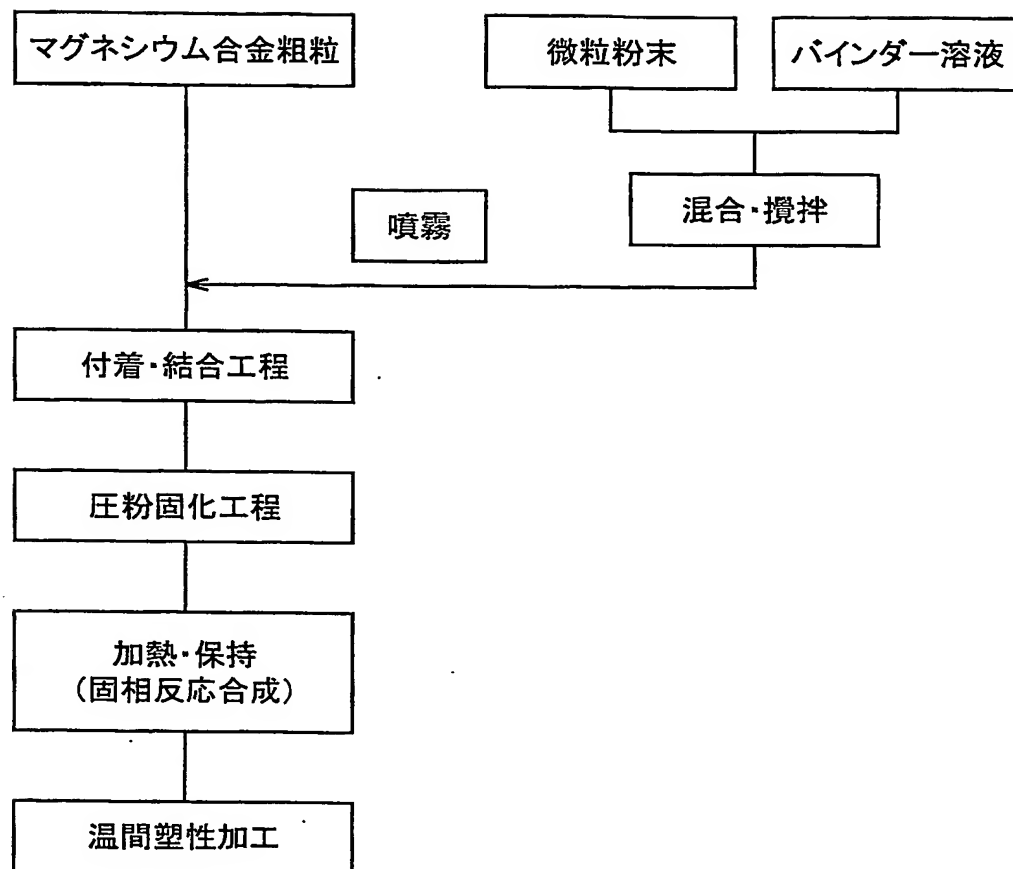 マグネシウム合金粗粒
微粒粉末
バインダー溶液
混合・攪拌
噴霧
付着・結合工程
圧粉固化工程
加熱・保持
(固相反応合成)
温間塑性加工